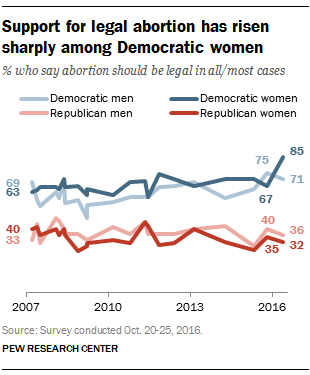 Support for legal abortion has risen
sharply among Democratic women
% who say abortion should be legal in all/most cases
Democratic men
Democratic women
Republican men
Republican women
85
75
69
71
63
67
40
40
36
33
35
32
2007
2010
2013
2016
Source: Survey conducted Oct. 20-25, 2016.
PEW RESEARCH CENTER